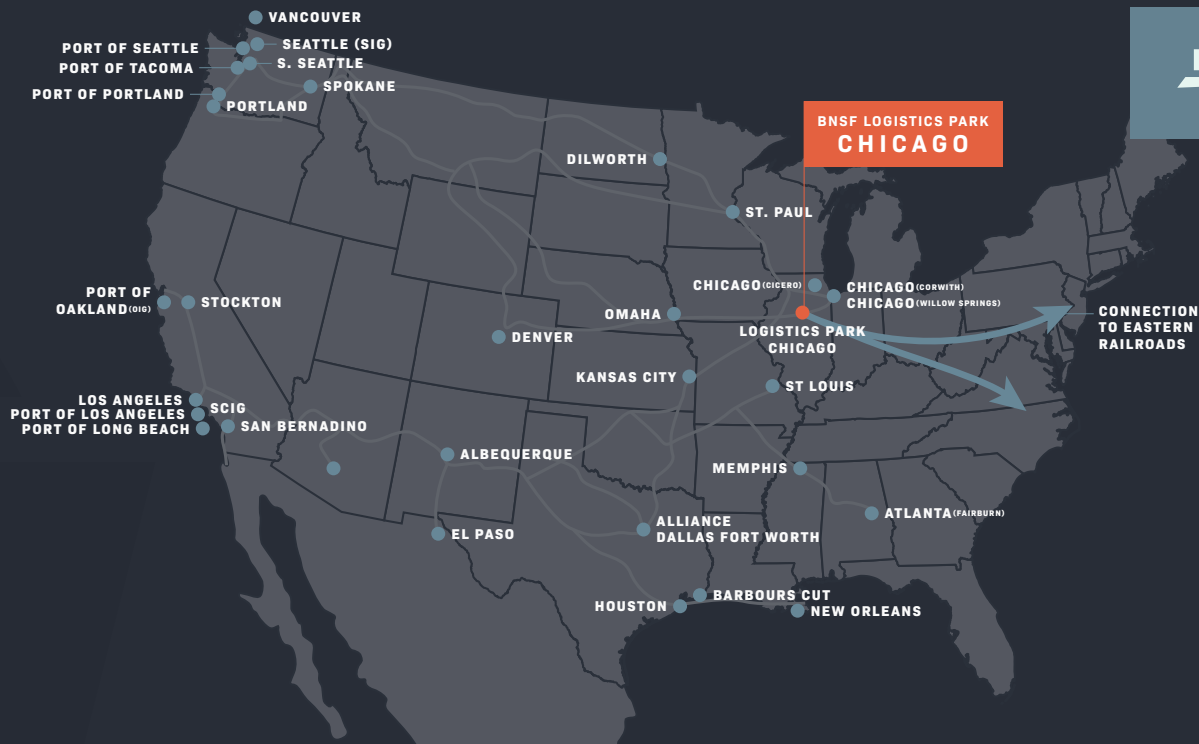 VANCOUVER
PORT OF SEATTLE
SEATTLE (SIG)
PORT OF TACOMA
S. SEATTLE
SPOKANE
PORT OF PORTLAND
PORTLAND
BNSF LOGISTICS PARK
CHICAGO
DILWORTH
ST. PAUL
CHICAGO(CICERO)
CHICAGO(CORWITH)
CHICAGO(WILLOW SPRINGS)
PORT OF
OAKLAND(OIG)
STOCKTON
OMAHA
LOGISTICS PARK
CHICAGO
CONNECTION
TO EASTERN
RAILROADS
DENVER
KANSAS CITY
ST LOUIS
LOS ANGELES
SCIG
PORT OF LOS ANGELES
PORT OF LONG BEACH
SAN BERNADINO
ALBEQUERQUE
MEMPHIS
ATLANTA(FAIRBURN)
ALLIANCE
DALLAS FORT WORTH
EL PASO
BARBOURS CUT
HOUSTON
NEW ORLEANS